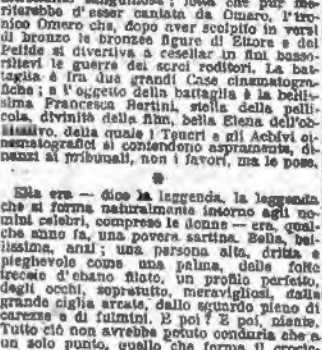 riterebbe d'esser cantata da Omero, l'iro-
nico Omero che, dopo aver scolpito in versi
di bronzo le bronzee figure di Ettore e del
Pelide si divertiva a cesellar in fini basso-
rilievi le guerre dei sorci roditori. La bat-
taglia è fra due grandi Case cinematogra-
fiche; e l'oggetto della battaglia è la bellis-
sima Francesca Bertini, stella della pelli-
cola, divinità della film, bella Elena dell'ob-
biettivo, della quale i Teucri e gli Achivi ci-
nematografici si contendono aspramente, di-
nanzi ai tribunali, non i favori, ma le pose.
Ella era — dice la leggenda, la leggenda
che si forma naturalmente intorno agli uo-
mini celebri, comprese le donne — era, qual-
che anno fa, una povera sartina. Bella, bel-
lissima, anzi; una persona alta, dritta e
pieghevole come una palma, delle folte
treccie d'ebano filato, un profilo perfetto,
degli occhi, sopratutto, meravigliosi, dalle
grande ciglia arcate, dallo sguardo pieno di
carezze e di fulmini. E poi? E poi, niente.
Tutto ciò non avrebbe potuto condurla che a
un solo punto, quello che forma il